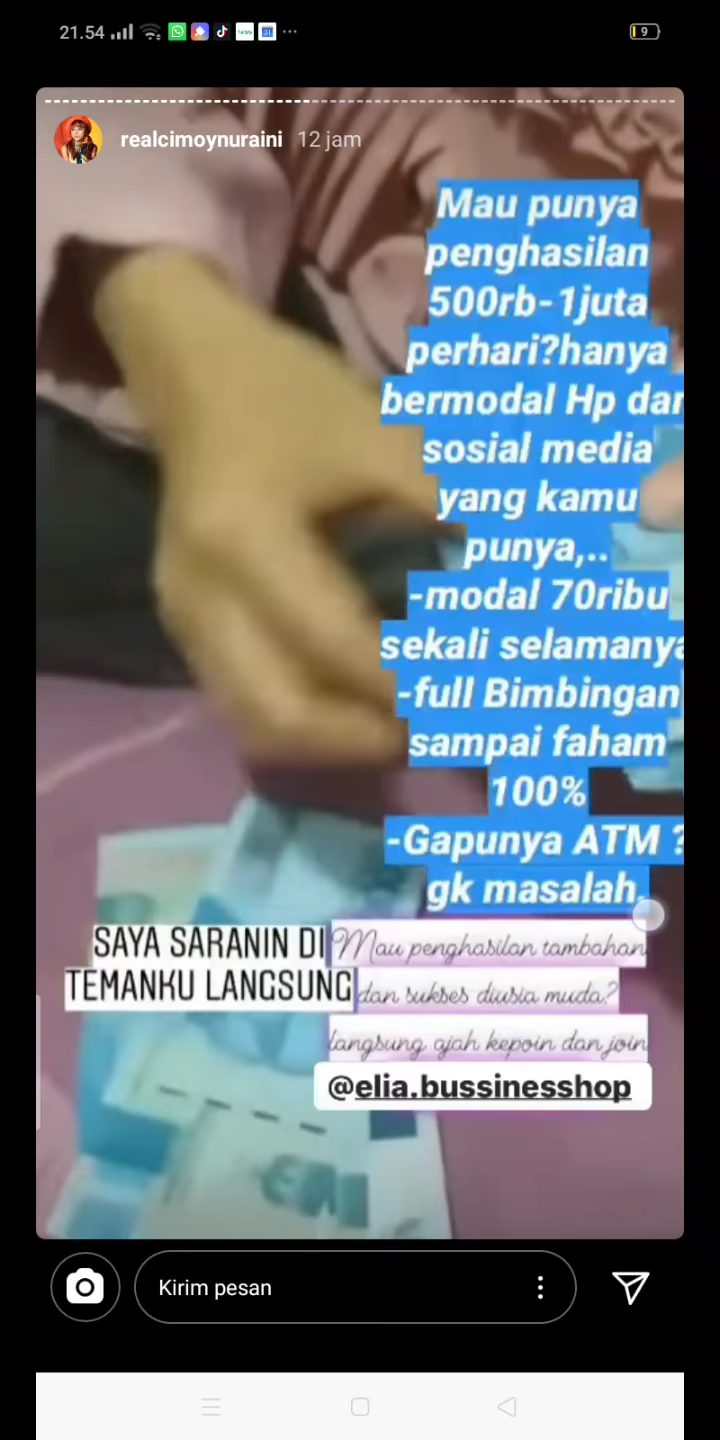 21.54
9
realcimoynuraini 12 jam
Mau punya
penghasilan
500rb-1juta
perhari?hanya
bermodal Hp dan
sosial media
yang kamu
punya,..
-modal 70ribu
sekali selamanya
-full Bimbingan
sampai faham
100%
-Gapunya ATM ?
gk masalah.
SAYA SARANIN DI
TEMANKU LANGSUNG
Mau penghasilan tambahan
dan sukses diusia muda?
langsung ajah kepoin dan join
@elia.bussinesshop
Kirim pesan